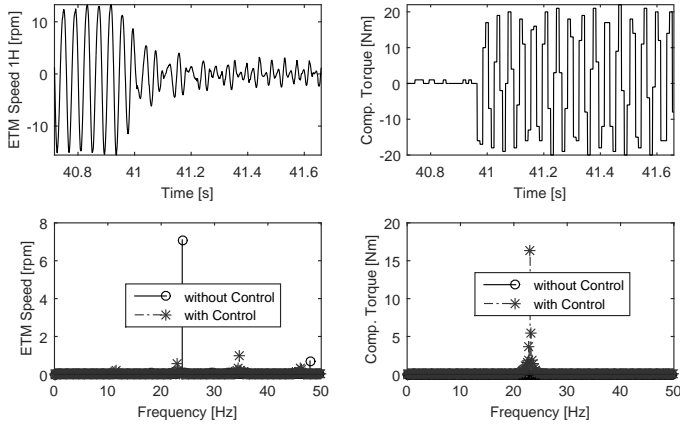 ETM Speed 1H [rpm]
10
0
-10
40.8 41 41.2 41.4 41.6
Time [s]
Comp. Torque [Nm]
20
10
0
-10
-20
40.8 41 41.2 41.4 41.6
Time [s]
ETM Speed [rpm]
8
6
4
2
0
without Control
with Control
0 10 20 30 40 50
Frequency [Hz]
Comp. Torque [Nm]
20
15
10
5
0
without Control
with Control
0 10 20 30 40 50
Frequency [Hz]